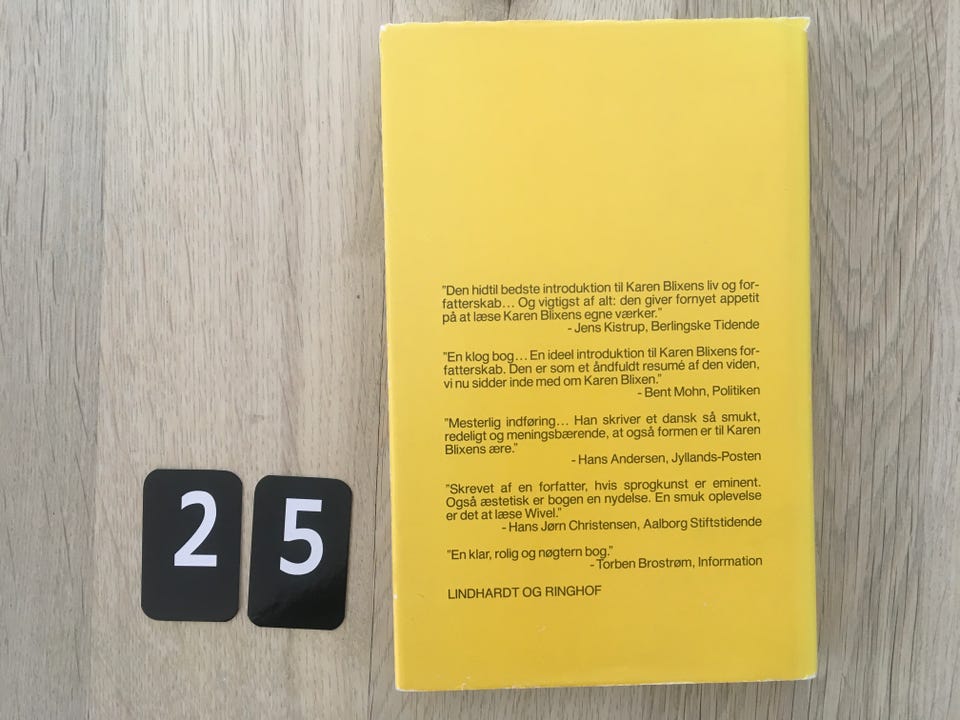 "Den hidtil bedste introduktion til Karen Blixens liv og for-
fatterskab... Og vigtigst af alt: den giver fornyet appetit
på at læse Karen Blixens egne værker."
- Jens Kistrup, Berlingske Tidende
"En klog bog... En ideel introduktion til Karen Blixens for-
fatterskab. Den er som et åndfuldt resumé af den viden,
vi nu sidder inde med om Karen Blixen."
- Bent Mohn, Politiken
"Mesterlig indføring... Han skriver et dansk så smukt,
redeligt og meningsbærende, at også formen er til Karen
Blixens ære."
- Hans Andersen, Jyllands-Posten
"Skrevet af en forfatter, hvis sprogkunst er eminent.
Også æstetisk er bogen en nydelse. En smuk oplevelse
er det at læse Wivel."
- Hans Jørn Christensen, Aalborg Stiftstidende
"En klar, rolig og nøgtern bog."
- Torben Brostrøm, Information
LINDHARDT OG RINGHOF
2 5